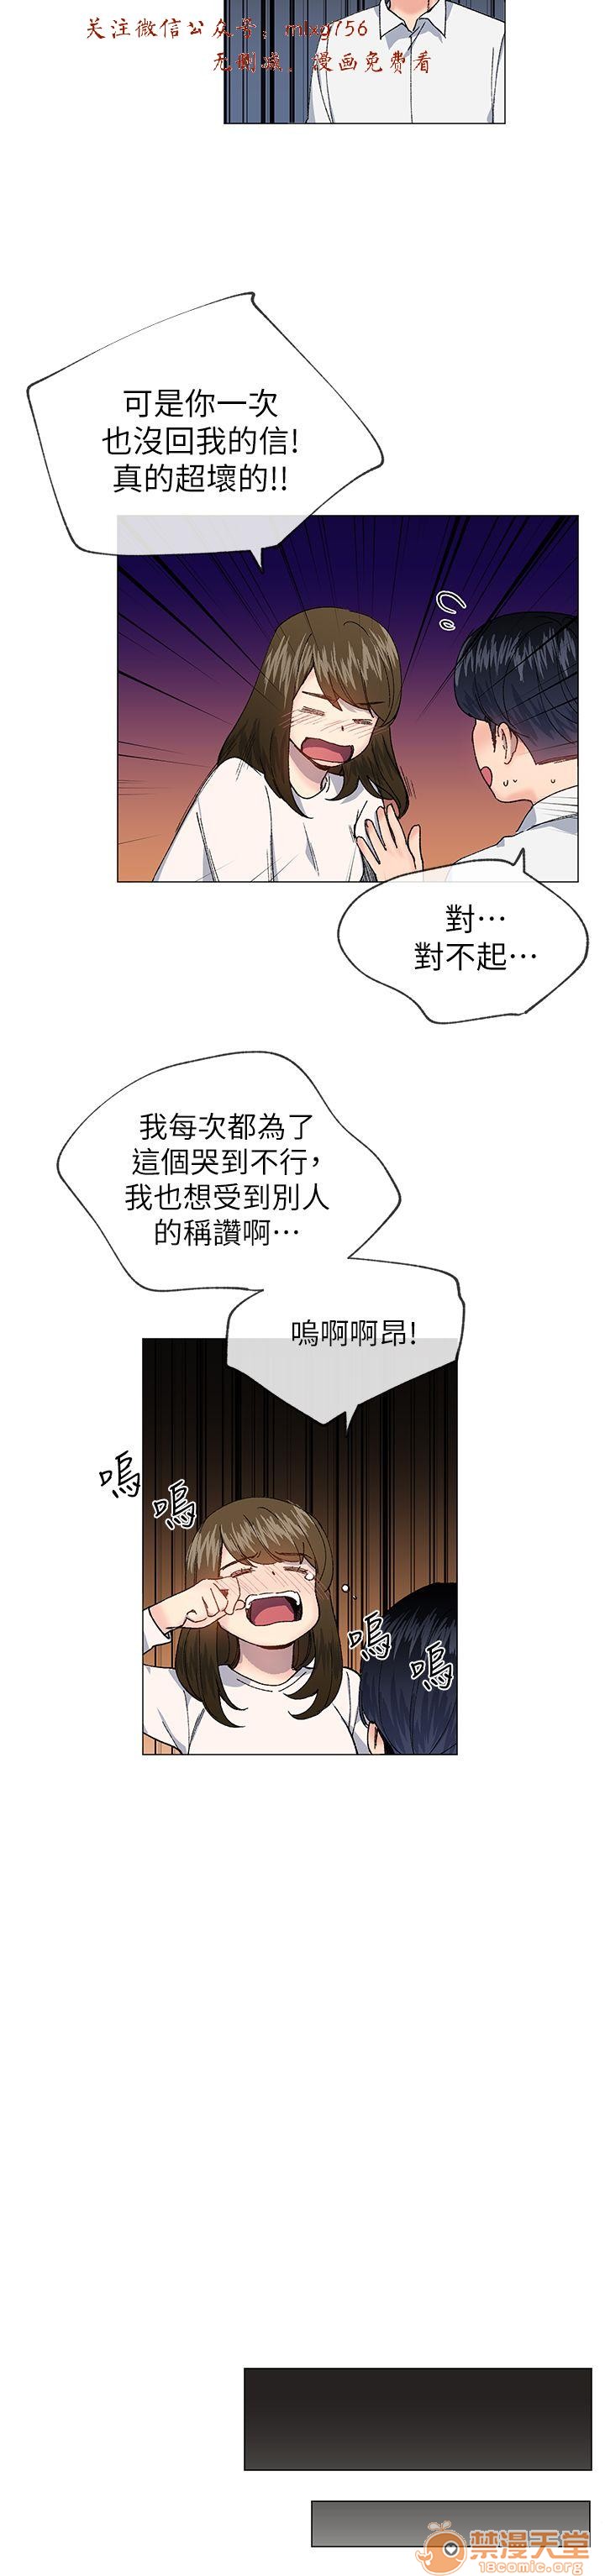 关注微信公众号：mlxg756
无删减，漫画免費看
可是你一次
也沒回我的信!
真的超壞的!!
對…
對不起…
我每次都為了
這個哭到不行，
我也想受到別人
的稱讚啊…
嗚啊啊昂!
嗚
嗚
嗚
嗚
禁漫天堂
18comic.org